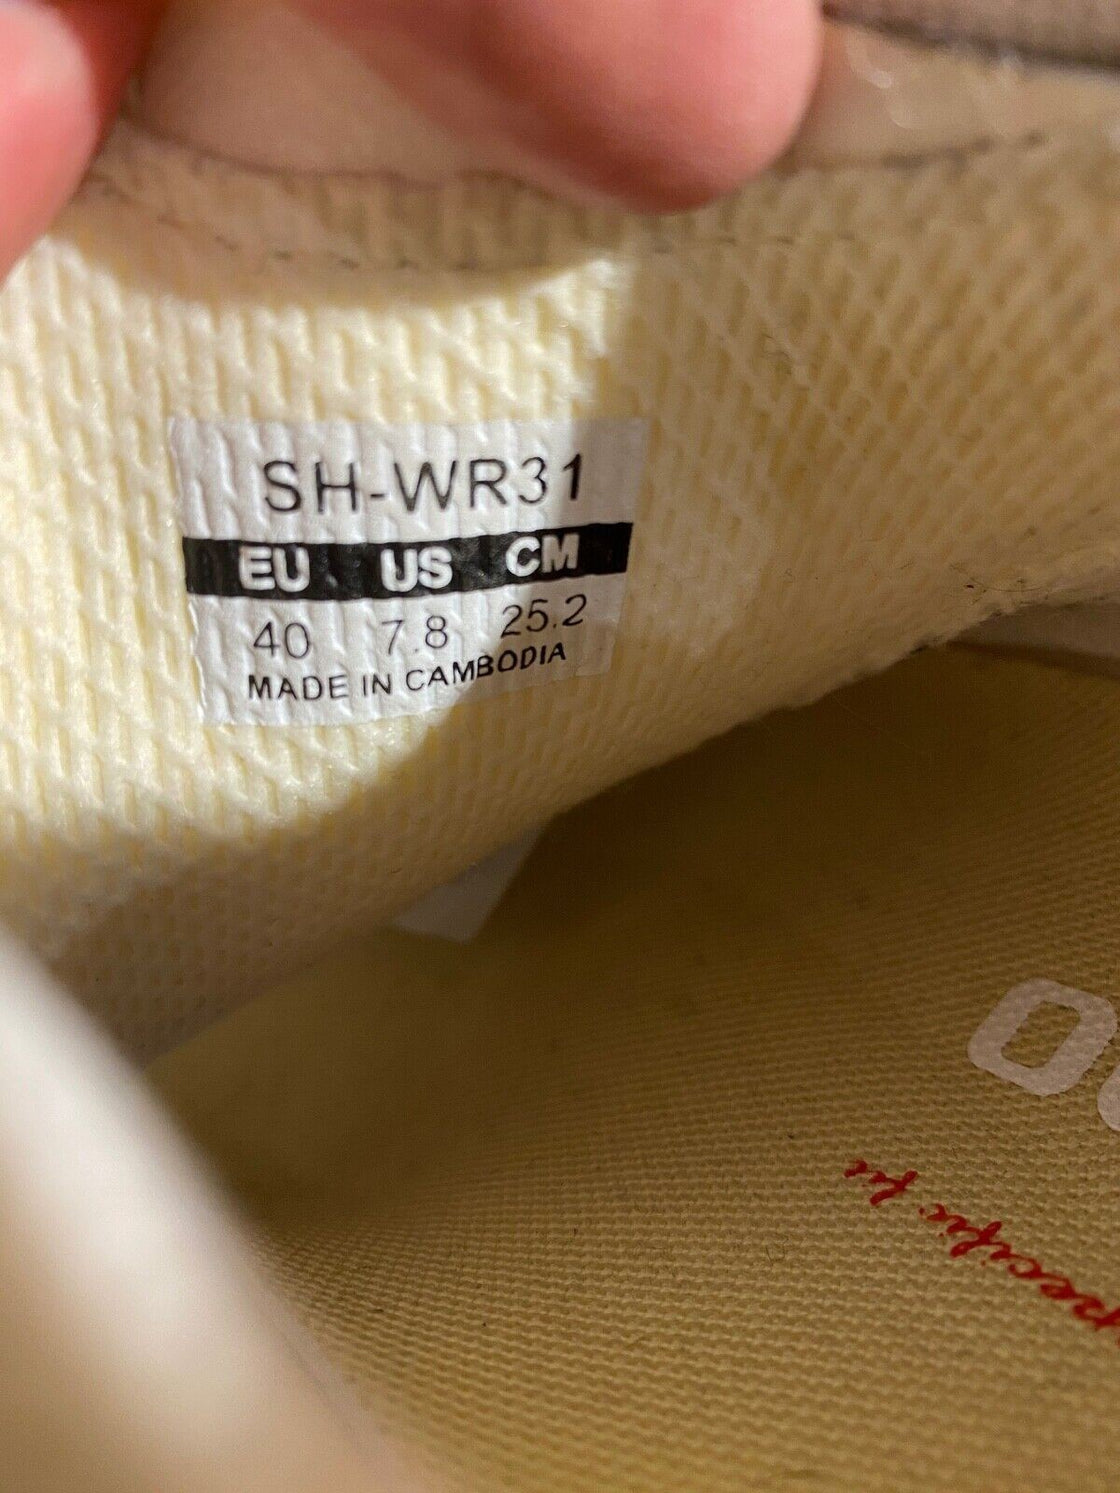 SH-WR31
EU US CM
40 7.8 25.2
MADE IN CAMBODIA